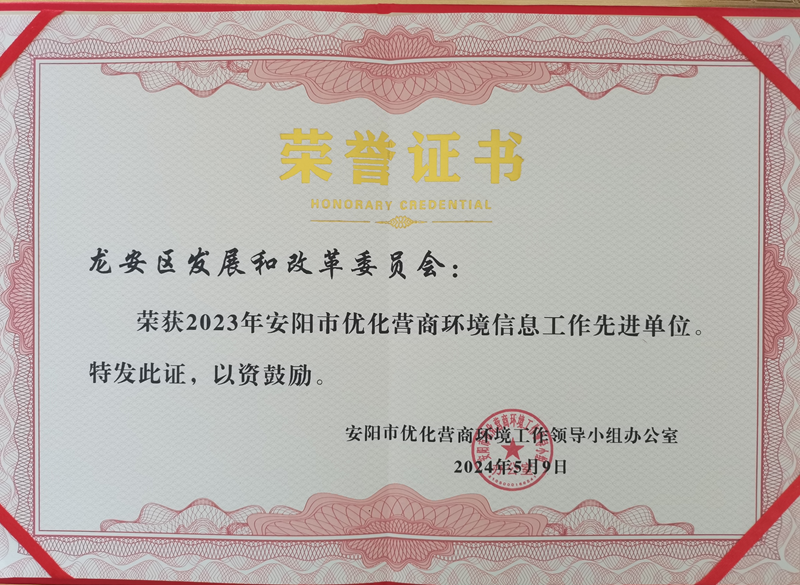 荣誉证书
HONORARY CREDENTIAL
龙安区发展和改革委员会：
荣获2023年安阳市优化营商环境信息工作先进单位。
特发此证，以资鼓励。
安阳市优化营商环境工作领导小组办公室
2024年5月9日